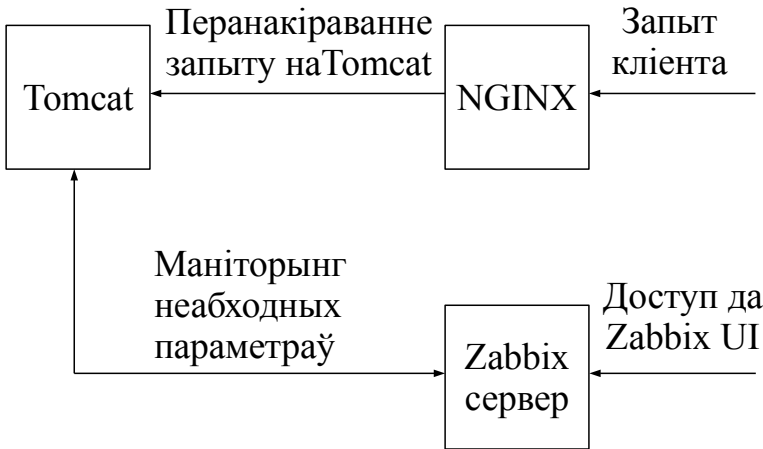 Перанакіраванне
запыту наTomcat
Запыт
кліента
Tomcat
NGINX
Маніторынг
неабходных
параметраў
Доступ да
Zabbix UI
Zabbix
сервер